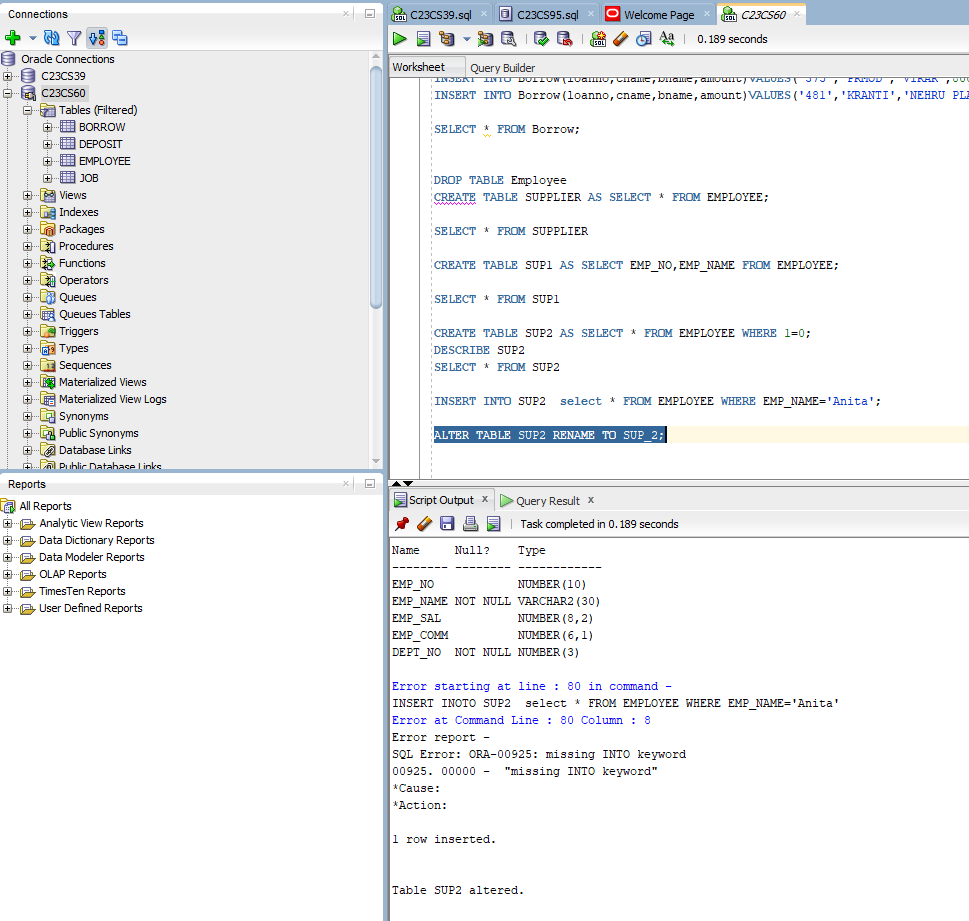 Connections
Oracle Connections
C23CS39
C23CS60
Tables (Filtered)
BORROW
DEPOSIT
EMPLOYEE
JOB
Views
Indexes
Packages
Procedures
Functions
Operators
Queues
Queues Tables
Triggers
Types
Sequences
Materialized Views
Materialized View Logs
Synonyms
Public Synonyms
Database Links
Public Database Links
Reports
All Reports
Analytic View Reports
Data Dictionary Reports
Data Modeler Reports
OLAP Reports
TimesTen Reports
User Defined Reports
C23CS39.sql
C23CS95.sql
Welcome Page
C23CS60
0.189 seconds
Worksheet
Query Builder
INSERT INTO Borrow(loanno,cname,bname,amount)VALUES('375','PRMOD','VIRAR',
INSERT INTO Borrow(loanno,cname,bname,amount)VALUES('481','KRANTI','NEHRU PLA
SELECT * FROM Borrow;
DROP TABLE Employee
CREATE TABLE SUPPLIER AS SELECT * FROM EMPLOYEE;
SELECT * FROM SUPPLIER
CREATE TABLE SUP1 AS SELECT EMP_NO,EMP_NAME FROM EMPLOYEE;
SELECT * FROM SUP1
CREATE TABLE SUP2 AS SELECT * FROM EMPLOYEE WHERE 1=0;
DESCRIBE SUP2
SELECT * FROM SUP2
INSERT INTO SUP2  select * FROM EMPLOYEE WHERE EMP_NAME='Anita';
ALTER TABLE SUP2 RENAME TO SUP_2;
Script Output
Query Result
Task completed in 0.189 seconds
Name     Null?    Type
-------- -------- ------------
EMP_NO            NUMBER(10)
EMP_NAME NOT NULL VARCHAR2(30)
EMP_SAL           NUMBER(8,2)
EMP_COMM          NUMBER(6,1)
DEPT_NO  NOT NULL NUMBER(3)
Error starting at line : 80 in command -
INSERT INOTO SUP2  select * FROM EMPLOYEE WHERE EMP_NAME='Anita'
Error at Command Line : 80 Column : 8
Error report -
SQL Error: ORA-00925: missing INTO keyword
00925. 00000 -  "missing INTO keyword"
*Cause:
*Action:
1 row inserted.
Table SUP2 altered.